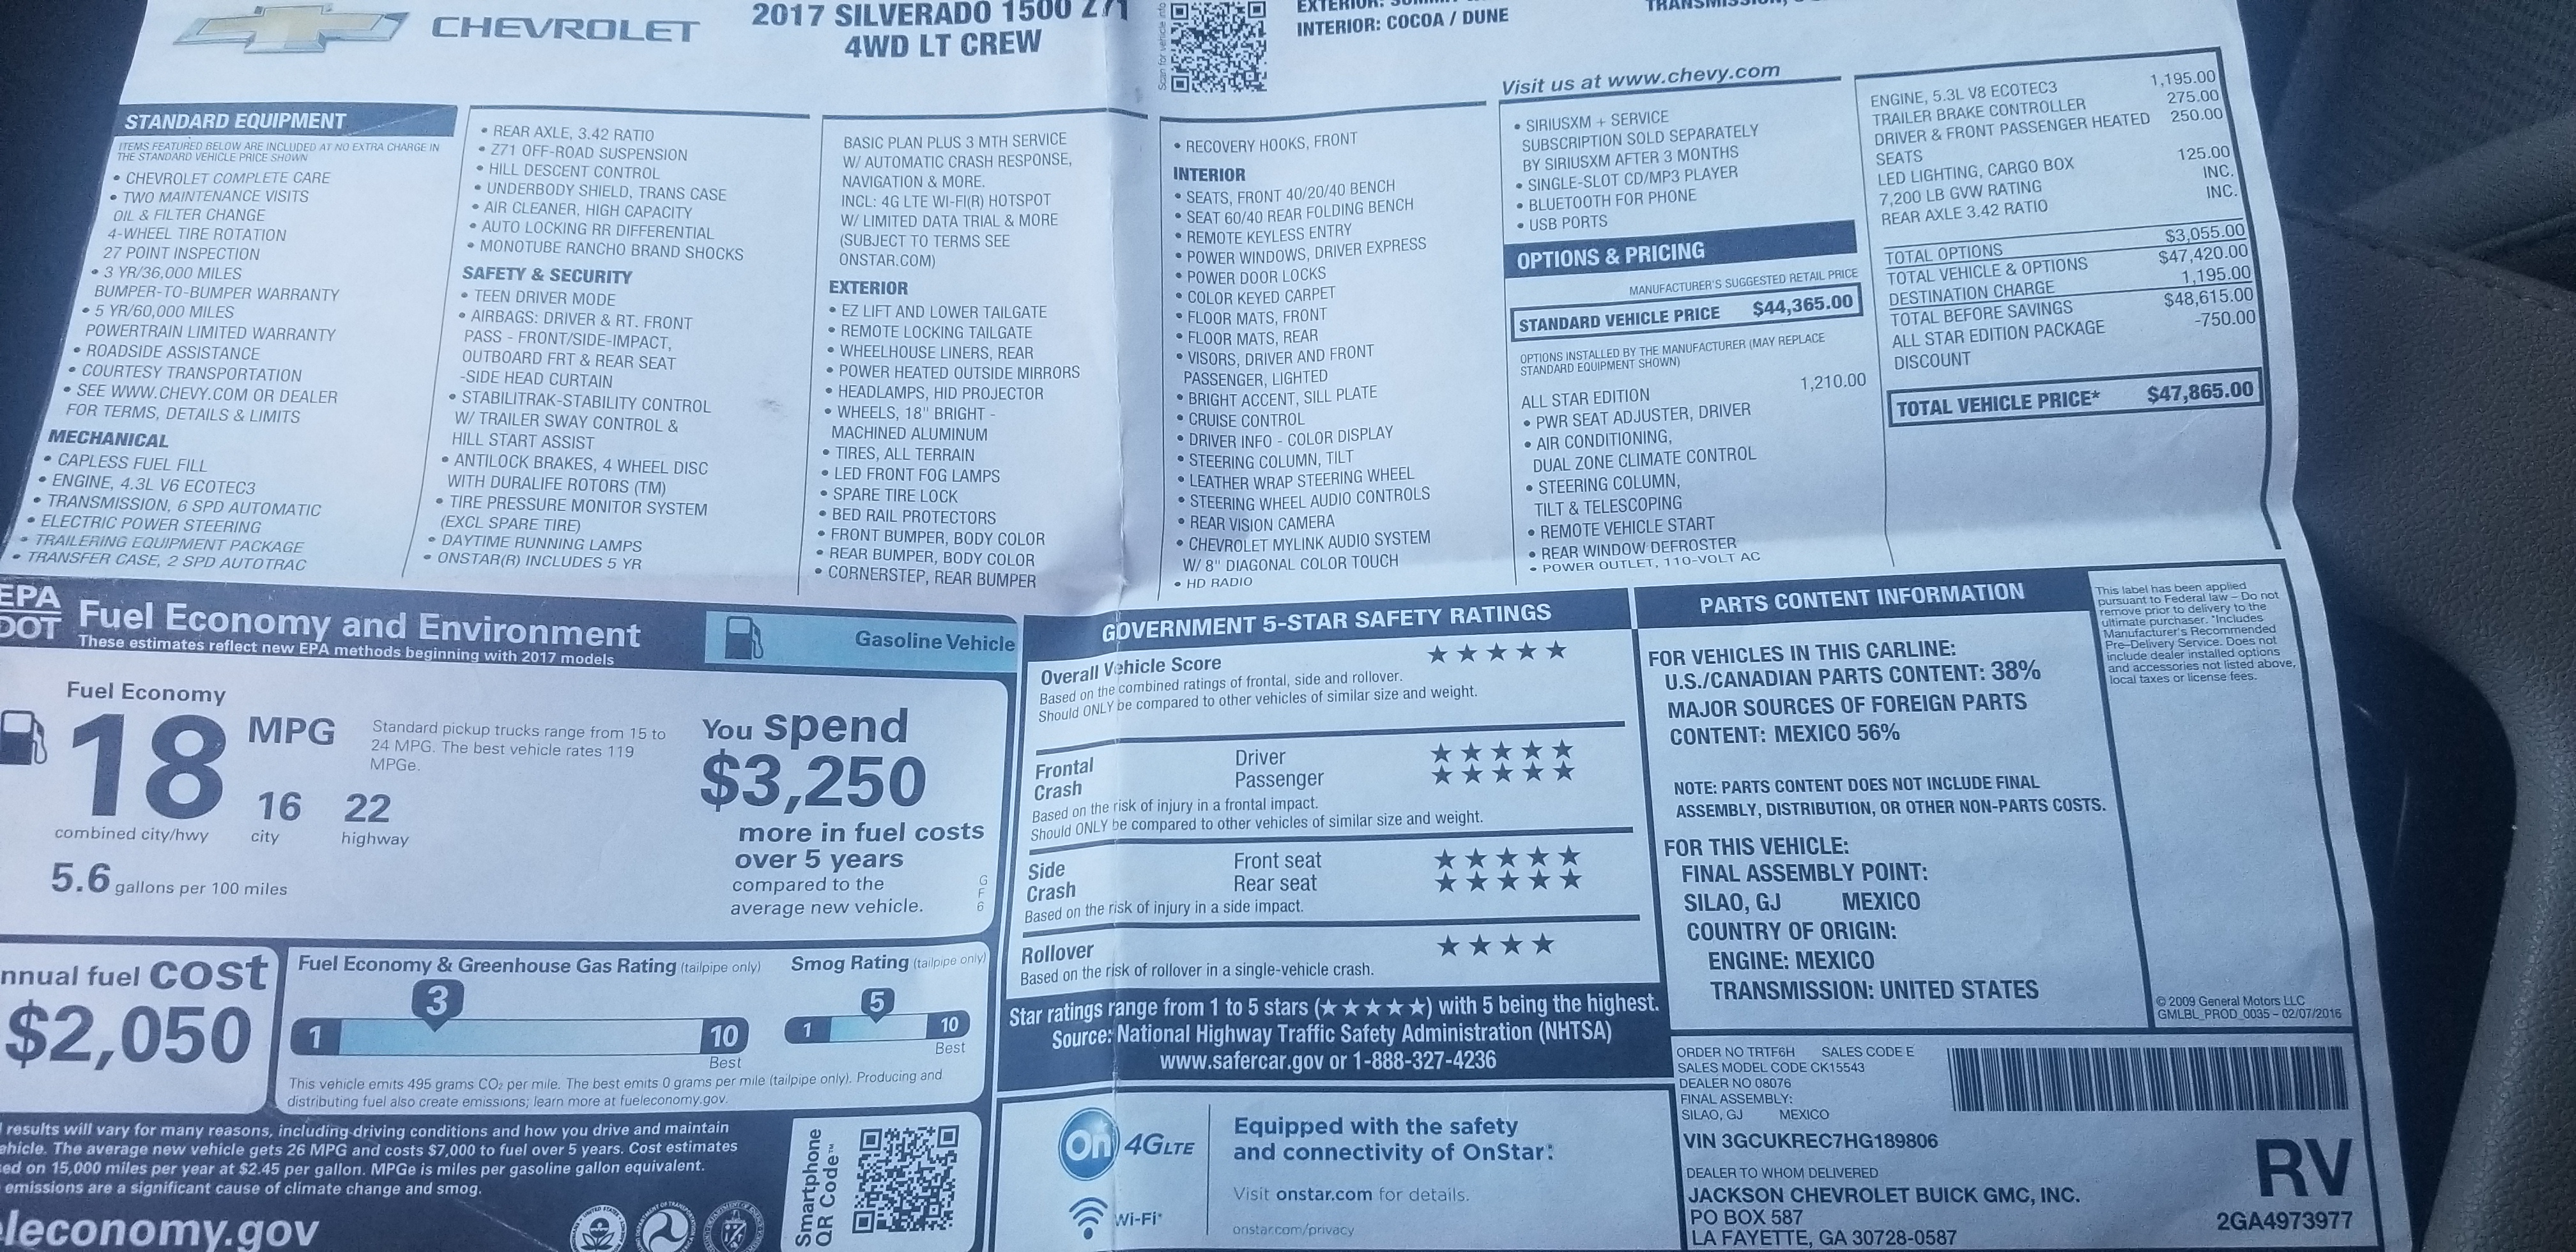 CHEVROLET
2017 SILVERADO 1500 Z71
4WD LT CREW
Scan for vehicle info
INTERIOR: COCOA / DUNE
STANDARD EQUIPMENT
ITEMS FEATURED BELOW ARE INCLUDED AT NO EXTRA CHARGE IN
THE STANDARD VEHICLE PRICE SHOWN
• CHEVROLET COMPLETE CARE
• TWO MAINTENANCE VISITS
OIL & FILTER CHANGE
4-WHEEL TIRE ROTATION
27 POINT INSPECTION
• 3 YR/36,000 MILES
BUMPER-TO-BUMPER WARRANTY
• 5 YR/60,000 MILES
POWERTRAIN LIMITED WARRANTY
• ROADSIDE ASSISTANCE
• COURTESY TRANSPORTATION
• SEE WWW.CHEVY.COM OR DEALER
FOR TERMS, DETAILS & LIMITS
MECHANICAL
• CAPLESS FUEL FILL
• ENGINE, 4.3L V6 ECOTEC3
• TRANSMISSION, 6 SPD AUTOMATIC
• ELECTRIC POWER STEERING
• TRAILERING EQUIPMENT PACKAGE
• TRANSFER CASE, 2 SPD AUTOTRAC
• REAR AXLE, 3.42 RATIO
• Z71 OFF-ROAD SUSPENSION
• HILL DESCENT CONTROL
• UNDERBODY SHIELD, TRANS CASE
• AIR CLEANER, HIGH CAPACITY
• AUTO LOCKING RR DIFFERENTIAL
• MONOTUBE RANCHO BRAND SHOCKS
SAFETY & SECURITY
• TEEN DRIVER MODE
• AIRBAGS: DRIVER & RT. FRONT
PASS - FRONT/SIDE-IMPACT,
OUTBOARD FRT & REAR SEAT
-SIDE HEAD CURTAIN
• STABILITRAK-STABILITY CONTROL
W/ TRAILER SWAY CONTROL &
HILL START ASSIST
• ANTILOCK BRAKES, 4 WHEEL DISC
WITH DURALIFE ROTORS (TM)
• TIRE PRESSURE MONITOR SYSTEM
(EXCL SPARE TIRE)
• DAYTIME RUNNING LAMPS
• ONSTAR(R) INCLUDES 5 YR
BASIC PLAN PLUS 3 MTH SERVICE
W/ AUTOMATIC CRASH RESPONSE,
NAVIGATION & MORE.
INCL: 4G LTE WI-FI(R) HOTSPOT
W/ LIMITED DATA TRIAL & MORE
(SUBJECT TO TERMS SEE
ONSTAR.COM)
EXTERIOR
• EZ LIFT AND LOWER TAILGATE
• REMOTE LOCKING TAILGATE
• WHEELHOUSE LINERS, REAR
• POWER HEATED OUTSIDE MIRRORS
• HEADLAMPS, HID PROJECTOR
• WHEELS, 18" BRIGHT -
MACHINED ALUMINUM
• TIRES, ALL TERRAIN
• LED FRONT FOG LAMPS
• SPARE TIRE LOCK
• BED RAIL PROTECTORS
• FRONT BUMPER, BODY COLOR
• REAR BUMPER, BODY COLOR
• CORNERSTEP, REAR BUMPER
• RECOVERY HOOKS, FRONT
INTERIOR
• SEATS, FRONT 40/20/40 BENCH
• SEAT 60/40 REAR FOLDING BENCH
• REMOTE KEYLESS ENTRY
• POWER WINDOWS, DRIVER EXPRESS
• POWER DOOR LOCKS
• COLOR KEYED CARPET
• FLOOR MATS, FRONT
• FLOOR MATS, REAR
• VISORS, DRIVER AND FRONT
PASSENGER, LIGHTED
• BRIGHT ACCENT, SILL PLATE
• CRUISE CONTROL
• DRIVER INFO - COLOR DISPLAY
• STEERING COLUMN, TILT
• LEATHER WRAP STEERING WHEEL
• STEERING WHEEL AUDIO CONTROLS
• REAR VISION CAMERA
• CHEVROLET MYLINK AUDIO SYSTEM
W/ 8" DIAGONAL COLOR TOUCH
• HD RADIO
Visit us at www.chevy.com
• SIRIUSXM + SERVICE
SUBSCRIPTION SOLD SEPARATELY
BY SIRIUSXM AFTER 3 MONTHS
• SINGLE-SLOT CD/MP3 PLAYER
• BLUETOOTH FOR PHONE
• USB PORTS
OPTIONS & PRICING
MANUFACTURER'S SUGGESTED RETAIL PRICE
STANDARD VEHICLE PRICE $44,365.00
OPTIONS INSTALLED BY THE MANUFACTURER (MAY REPLACE
STANDARD EQUIPMENT SHOWN)
ALL STAR EDITION 1,210.00
• PWR SEAT ADJUSTER, DRIVER
• AIR CONDITIONING,
DUAL ZONE CLIMATE CONTROL
• STEERING COLUMN,
TILT & TELESCOPING
• REMOTE VEHICLE START
• REAR WINDOW DEFROSTER
• POWER OUTLET, 110-VOLT AC
ENGINE, 5.3L V8 ECOTEC3 1,195.00
TRAILER BRAKE CONTROLLER 275.00
DRIVER & FRONT PASSENGER HEATED 250.00
SEATS
LED LIGHTING, CARGO BOX 125.00
7,200 LB GVW RATING INC.
REAR AXLE 3.42 RATIO INC.
TOTAL OPTIONS $3,055.00
TOTAL VEHICLE & OPTIONS $47,420.00
DESTINATION CHARGE 1,195.00
TOTAL BEFORE SAVINGS $48,615.00
ALL STAR EDITION PACKAGE -750.00
DISCOUNT
TOTAL VEHICLE PRICE* $47,865.00
EPA
DOT
Fuel Economy and Environment
These estimates reflect new EPA methods beginning with 2017 models
Gasoline Vehicle
Fuel Economy
18 MPG
Standard pickup trucks range from 15 to
24 MPG. The best vehicle rates 119
MPGe.
16 22
combined city/hwy city highway
5.6 gallons per 100 miles
You spend
$3,250
more in fuel costs
over 5 years
compared to the
average new vehicle.
G
F
6
nnual fuel cost
$2,050
Fuel Economy & Greenhouse Gas Rating (tailpipe only)
3
1 10
Best
Smog Rating (tailpipe only)
5
1 10
Best
This vehicle emits 495 grams CO₂ per mile. The best emits 0 grams per mile (tailpipe only). Producing and
distributing fuel also create emissions; learn more at fueleconomy.gov.
l results will vary for many reasons, including driving conditions and how you drive and maintain
ehicle. The average new vehicle gets 26 MPG and costs $7,000 to fuel over 5 years. Cost estimates
ed on 15,000 miles per year at $2.45 per gallon. MPGe is miles per gasoline gallon equivalent.
emissions are a significant cause of climate change and smog.
leconomy.gov
Smartphone
QR Code™
GOVERNMENT 5-STAR SAFETY RATINGS
Overall Vehicle Score ★★★★★
Based on the combined ratings of frontal, side and rollover.
Should ONLY be compared to other vehicles of similar size and weight.
Frontal Driver ★★★★★
Crash Passenger ★★★★★
Based on the risk of injury in a frontal impact.
Should ONLY be compared to other vehicles of similar size and weight.
Side Front seat ★★★★★
Crash Rear seat ★★★★★
Based on the risk of injury in a side impact.
Rollover ★★★★
Based on the risk of rollover in a single-vehicle crash.
Star ratings range from 1 to 5 stars (★★★★★) with 5 being the highest.
Source: National Highway Traffic Safety Administration (NHTSA)
www.safercar.gov or 1-888-327-4236
On 4GLTE
Wi-Fi*
Equipped with the safety
and connectivity of OnStar.
Visit onstar.com for details.
onstar.com/privacy
PARTS CONTENT INFORMATION
FOR VEHICLES IN THIS CARLINE:
U.S./CANADIAN PARTS CONTENT: 38%
MAJOR SOURCES OF FOREIGN PARTS
CONTENT: MEXICO 56%
NOTE: PARTS CONTENT DOES NOT INCLUDE FINAL
ASSEMBLY, DISTRIBUTION, OR OTHER NON-PARTS COSTS.
FOR THIS VEHICLE:
FINAL ASSEMBLY POINT:
SILAO, GJ MEXICO
COUNTRY OF ORIGIN:
ENGINE: MEXICO
TRANSMISSION: UNITED STATES
This label has been applied
pursuant to Federal law – Do not
remove prior to delivery to the
ultimate purchaser. *Includes
Manufacturer's Recommended
Pre-Delivery Service. Does not
include dealer installed options
and accessories not listed above,
local taxes or license fees.
© 2009 General Motors LLC
GMLBL_PROD_0035 – 02/07/2016
ORDER NO TRTF6H SALES CODE E
SALES MODEL CODE CK15543
DEALER NO 08076
FINAL ASSEMBLY:
SILAO, GJ MEXICO
VIN 3GCUKREC7HG189806
DEALER TO WHOM DELIVERED
JACKSON CHEVROLET BUICK GMC, INC.
PO BOX 587
LA FAYETTE, GA 30728-0587
RV
2GA4973977